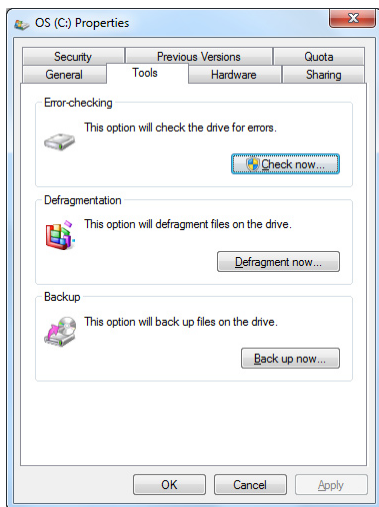 OS (C:) Properties
Security Previous Versions Quota
General Tools Hardware Sharing
Error-checking
This option will check the drive for errors.
Check now...
Defragmentation
This option will defragment files on the drive.
Defragment now...
Backup
This option will back up files on the drive.
Back up now...
OK Cancel Apply